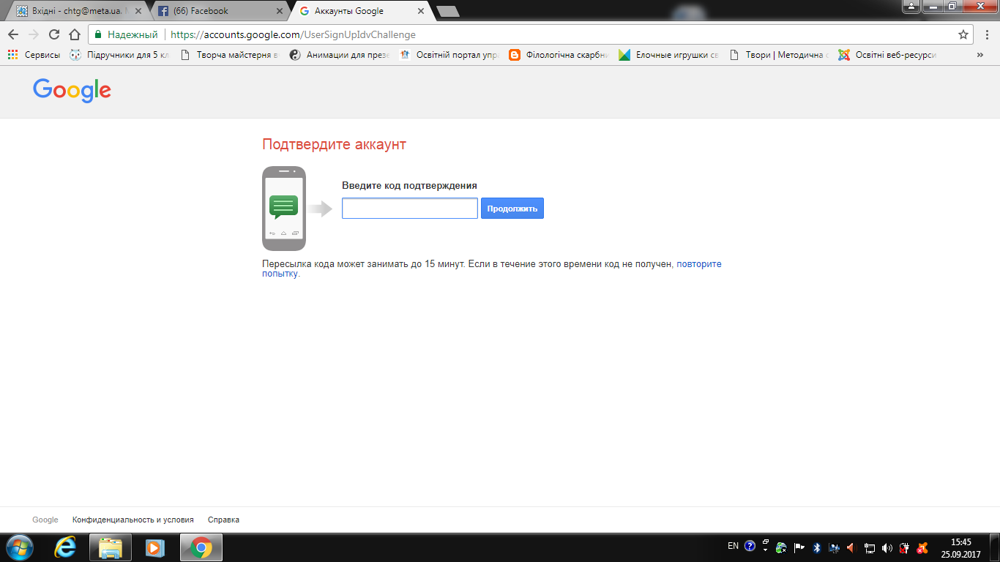 Вхідні - chtg@meta.ua.
(66) Facebook
Аккаунты Google
Надежный
https://accounts.google.com/UserSignUpIdvChallenge
Сервисы
Підручники для 5 кл
Творча майстерня в
Анимации для през
Освітній портал упр
Філологічна скарбн
Елочные игрушки св
Твори | Методична
Освітні веб-ресурси
»
Google
Подтвердите аккаунт
Введите код подтверждения
Продолжить
Пересылка кода может занимать до 15 минут. Если в течение этого времени код не получен, повторите
попытку.
Google
Конфиденциальность и условия
Справка
EN
15:45
25.09.2017